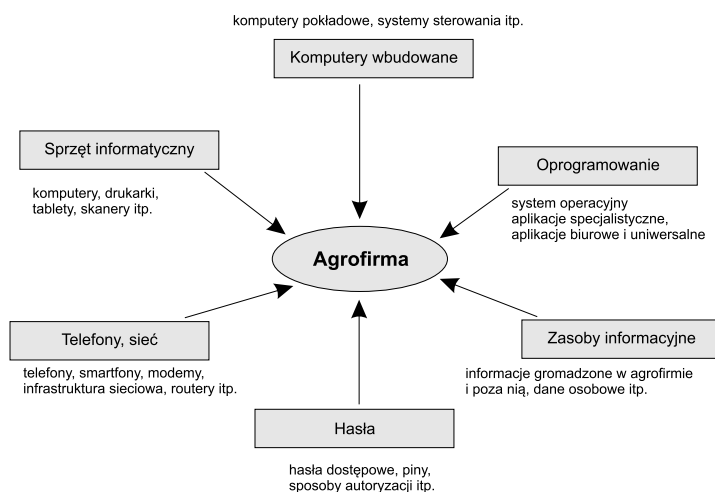 komputery pokładowe, systemy sterowania itp.
Komputery wbudowane
Sprzęt informatyczny
komputery, drukarki,
tablety, skanery itp.
Oprogramowanie
system operacyjny
aplikacje specjalistyczne,
aplikacje biurowe i uniwersalne
Agrofirma
Telefony, sieć
telefony, smartfony, modemy,
infrastruktura sieciowa, routery itp.
Zasoby informacyjne
informacje gromadzone w agrofirmie
i poza nią, dane osobowe itp.
Hasła
hasła dostępowe, piny,
sposoby autoryzacji itp.